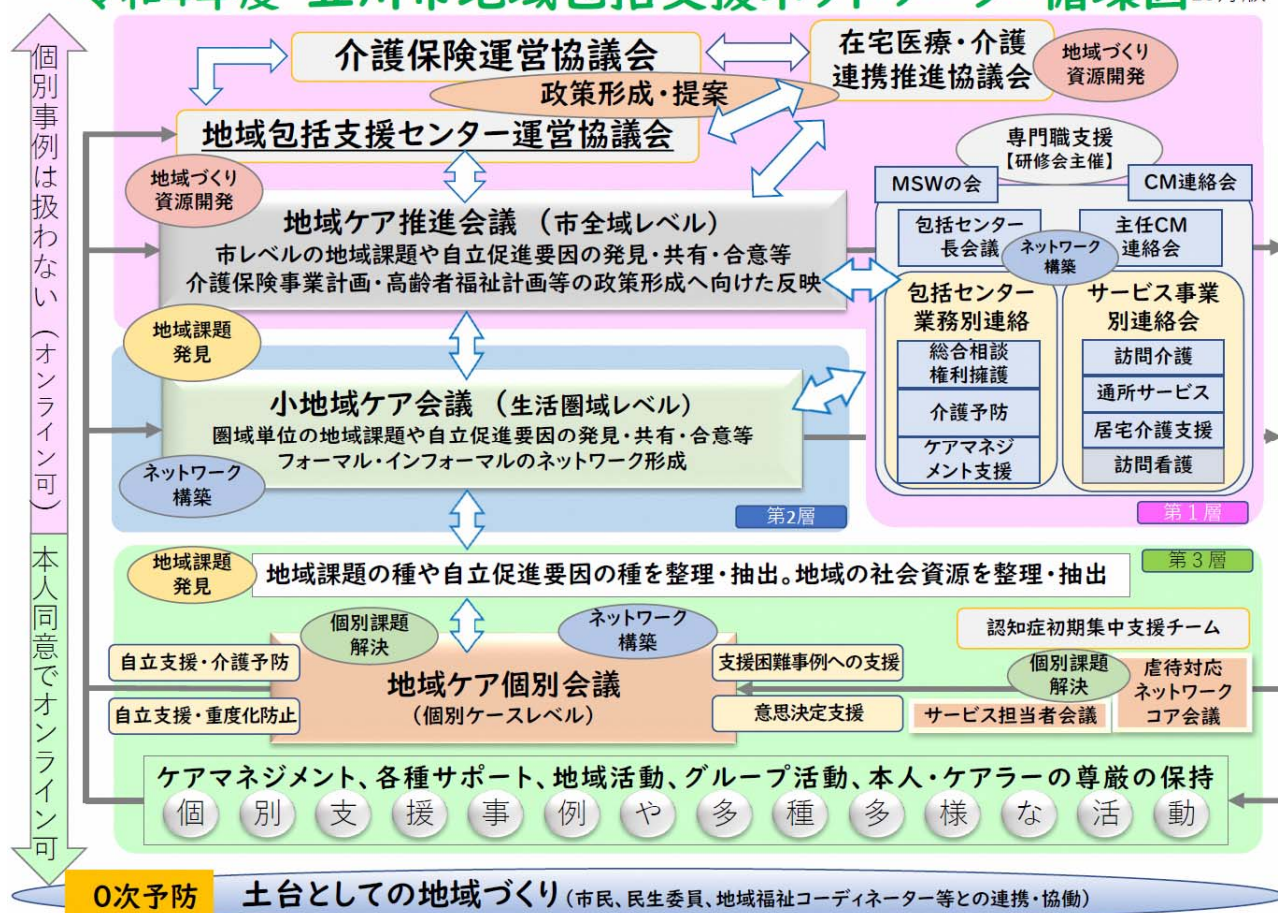 個別事例は扱わない（オンライン可）
本人同意でオンライン可
介護保険運営協議会
在宅医療・介護
連携推進協議会
地域づくり
資源開発
政策形成・提案
地域包括支援センター運営協議会
地域づくり
資源開発
地域ケア推進会議（市全域レベル）
市レベルの地域課題や自立促進要因の発見・共有・合意等
介護保険事業計画・高齢者福祉計画等の政策形成へ向けた反映
専門職支援
【研修会主催】
MSWの会
CM連絡会
包括センター
長会議
主任CM
連絡会
ネットワーク
構築
包括センター
業務別連絡
総合相談
権利擁護
介護予防
ケアマネジ
メント支援
サービス事業
別連絡会
訪問介護
通所サービス
居宅介護支援
訪問看護
第1層
地域課題
発見
小地域ケア会議（生活圏域レベル）
圏域単位の地域課題や自立促進要因の発見・共有・合意等
フォーマル・インフォーマルのネットワーク形成
ネットワーク
構築
第2層
第3層
地域課題
発見
地域課題の種や自立促進要因の種を整理・抽出。地域の社会資源を整理・抽出
個別課題
解決
ネットワーク
構築
自立支援・介護予防
自立支援・重度化防止
地域ケア個別会議
（個別ケースレベル）
支援困難事例への支援
意思決定支援
認知症初期集中支援チーム
個別課題
解決
サービス担当者会議
虐待対応
ネットワーク
コア会議
ケアマネジメント、各種サポート、地域活動、グループ活動、本人・ケアラーの尊厳の保持
個別支援事例や多種多様な活動
0次予防
土台としての地域づくり（市民、民生委員、地域福祉コーディネーター等との連携・協働）